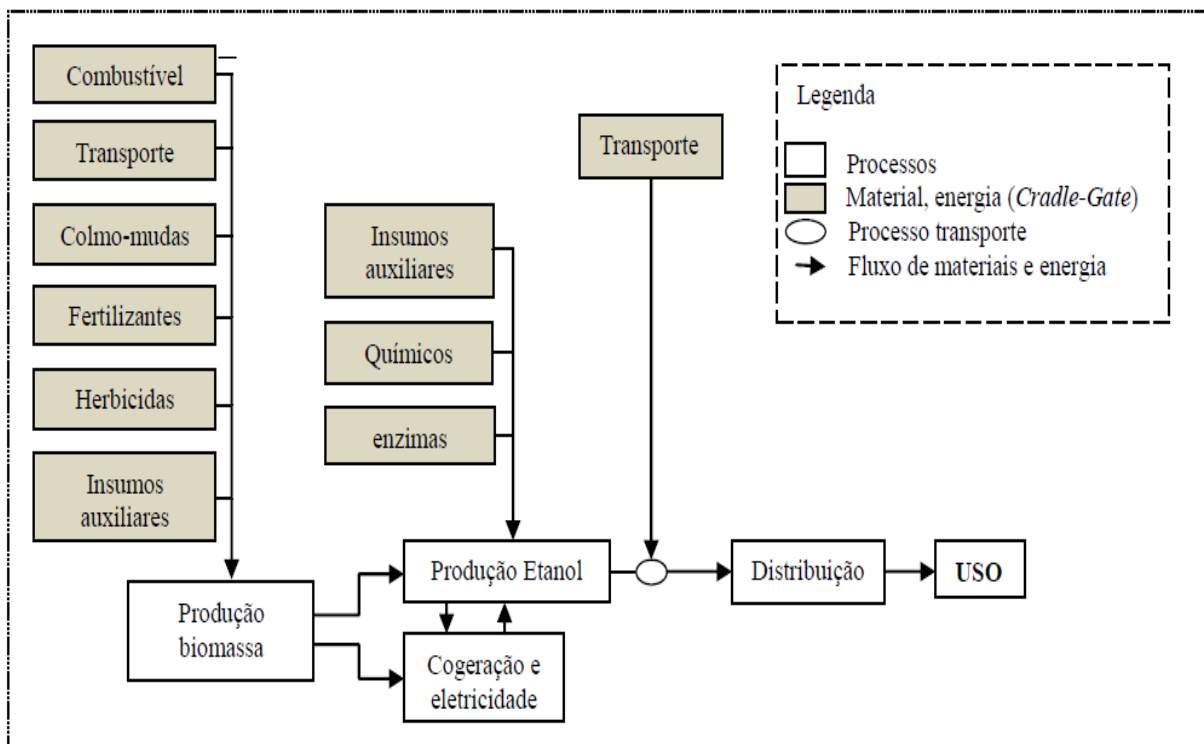 Combustível
Transporte
Colmo-mudas
Fertilizantes
Herbicidas
Insumos
auxiliares
Insumos
auxiliares
Químicos
enzimas
Transporte
Legenda
Processos
Material, energia (Cradle-Gate)
Processo transporte
Fluxo de materiais e energia
Produção
biomassa
Produção Etanol
Cogeração e
eletricidade
Distribuição
USO